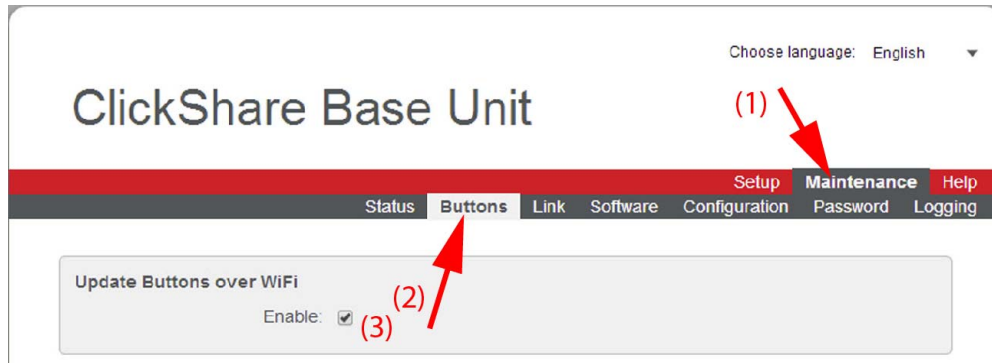 Choose language: English
ClickShare Base Unit
(1)
Setup Maintenance Help
Status Buttons Link Software Configuration Password Logging
Update Buttons over WiFi
(2)
Enable:
(3)